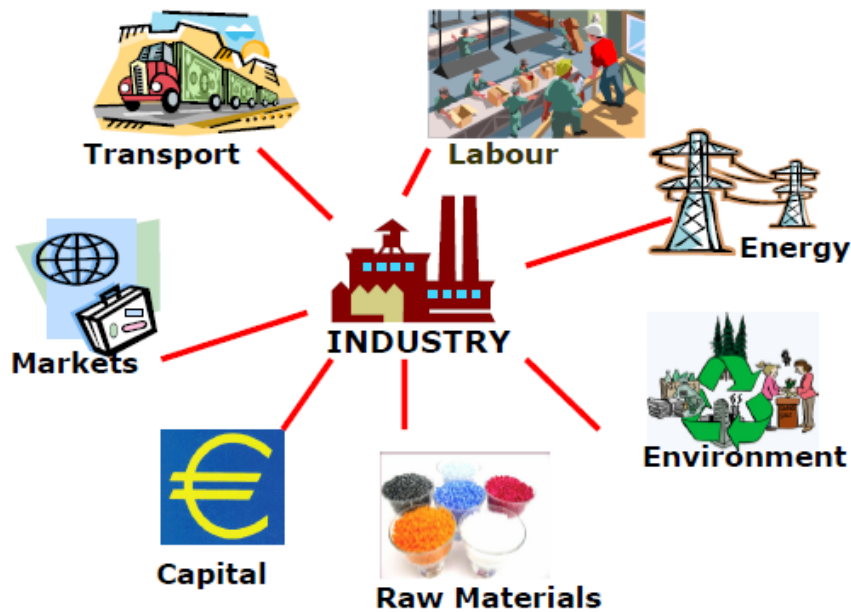 Transport
Labour
Energy
Markets
INDUSTRY
Environment
Capital
Raw Materials